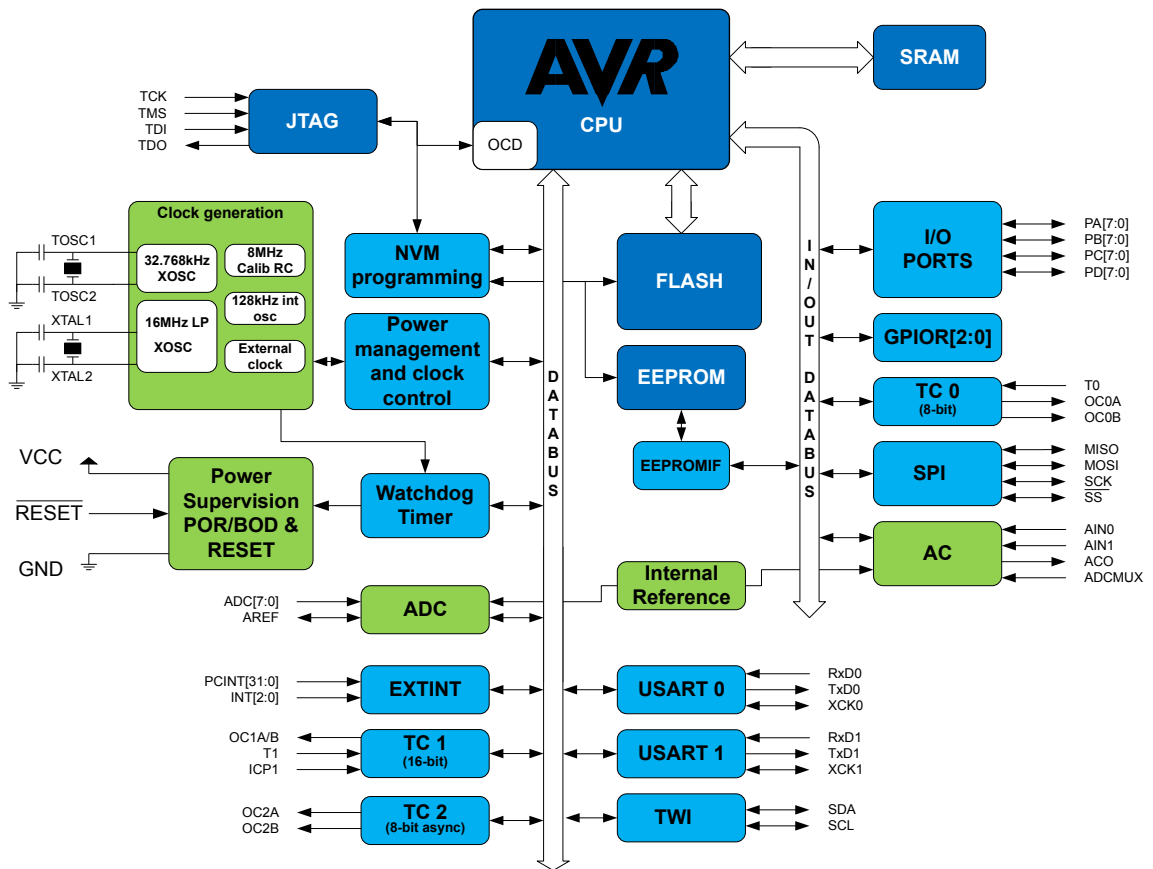 AVR
CPU
OCD
SRAM
TCK
TMS
TDI
TDO
JTAG
Clock generation
TOSC1
TOSC2
XTAL1
XTAL2
32.768kHz
XOSC
8MHz
Calib RC
128kHz int
osc
16MHz LP
XOSC
External
clock
NVM
programming
Power
management
and clock
control
FLASH
EEPROM
EEPROMIF
DATABUS
IN/OUT DATABUS
I/O
PORTS
PA[7:0]
PB[7:0]
PC[7:0]
PD[7:0]
GPIOR[2:0]
TC 0
(8-bit)
T0
OC0A
OC0B
SPI
MISO
MOSI
SCK
SS
AC
AIN0
AIN1
ACO
ADCMUX
VCC
RESET
GND
Power
Supervision
POR/BOD &
RESET
Watchdog
Timer
Internal
Reference
ADC[7:0]
AREF
ADC
PCINT[31:0]
INT[2:0]
EXTINT
USART 0
RxD0
TxD0
XCK0
OC1A/B
T1
ICP1
TC 1
(16-bit)
USART 1
RxD1
TxD1
XCK1
OC2A
OC2B
TC 2
(8-bit async)
TWI
SDA
SCL